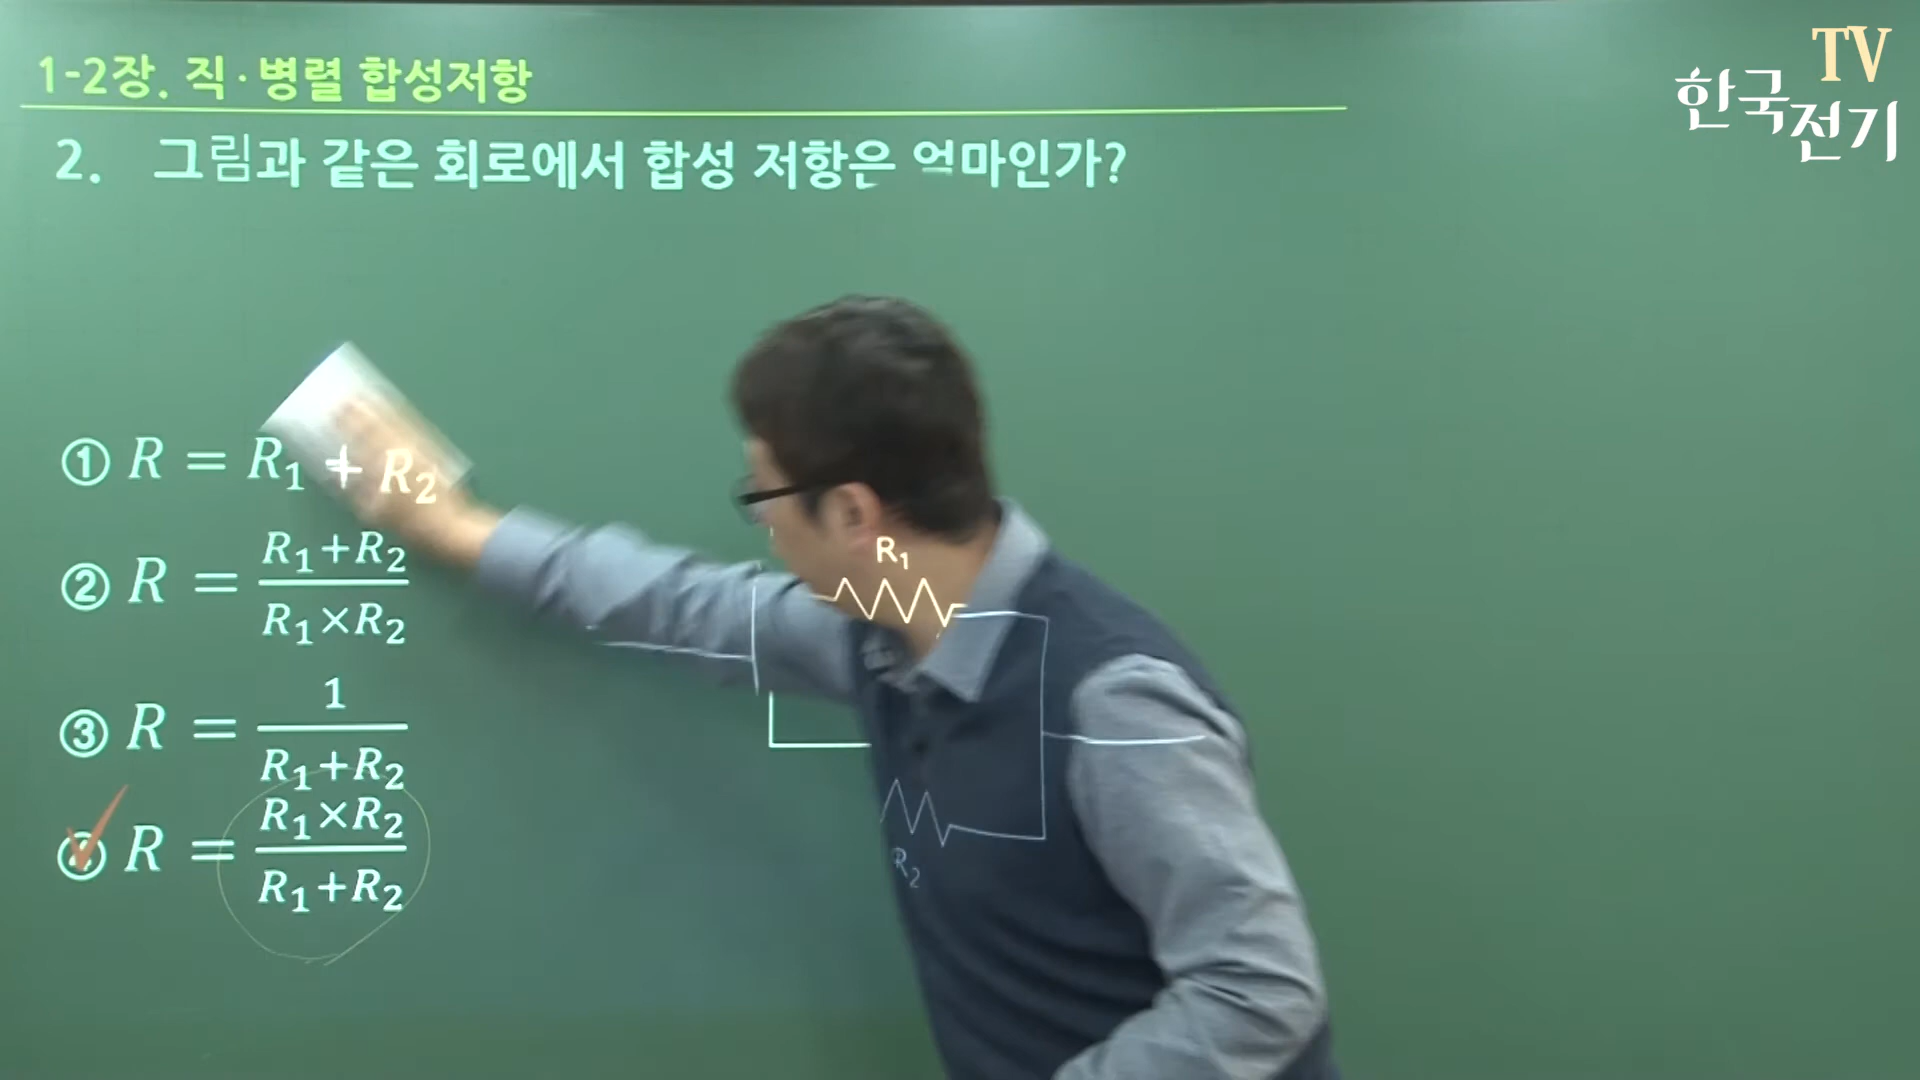 1-2장. 직·병렬 합성저항
TV
한국전기
2. 그림과 같은 회로에서 합성 저항은 얼마인가?
① R = R₁ + R₂
② R = (R₁+R₂)/(R₁×R₂)
③ R = 1/(R₁+R₂)
④ R = (R₁×R₂)/(R₁+R₂)
R₁
R₂